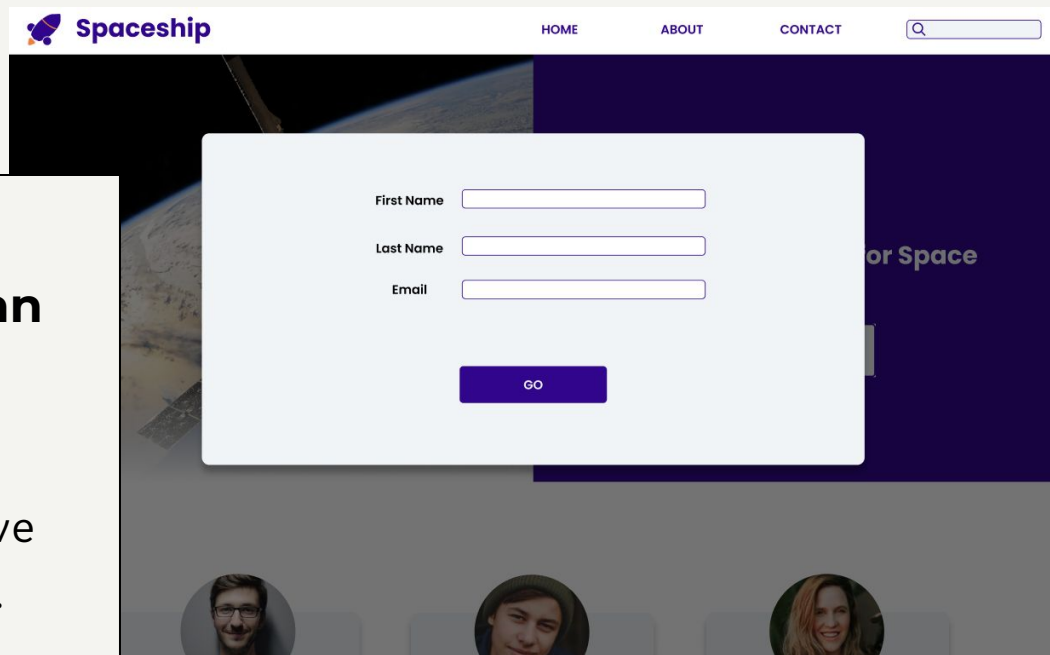 Spaceship
HOME ABOUT CONTACT
First Name
Last Name
Email
GO
or Space